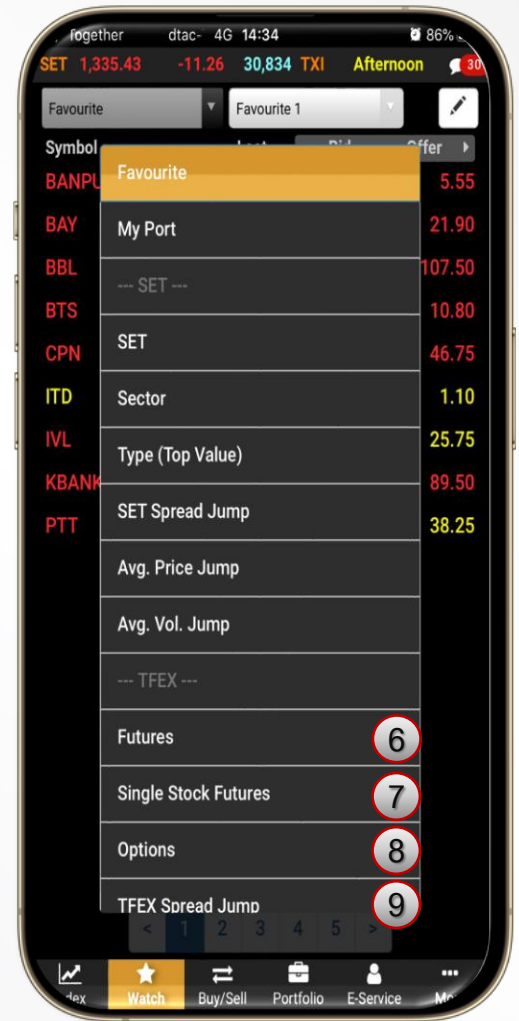 Together dtac- 4G 14:34 86%
SET 1,335.43 -11.26 30,834 TXI Afternoon 30
Favourite Favourite 1
Symbol Offer
BANPU 5.55
BAY 21.90
BBL 107.50
BTS 10.80
CPN 46.75
ITD 1.10
IVL 25.75
KBANK 89.50
PTT 38.25
Favourite
My Port
--- SET ---
SET
Sector
Type (Top Value)
SET Spread Jump
Avg. Price Jump
Avg. Vol. Jump
--- TFEX ---
Futures 6
Single Stock Futures 7
Options 8
TFEX Spread Jump 9
< 1 2 3 4 5 >
Watch Buy/Sell Portfolio E-Service